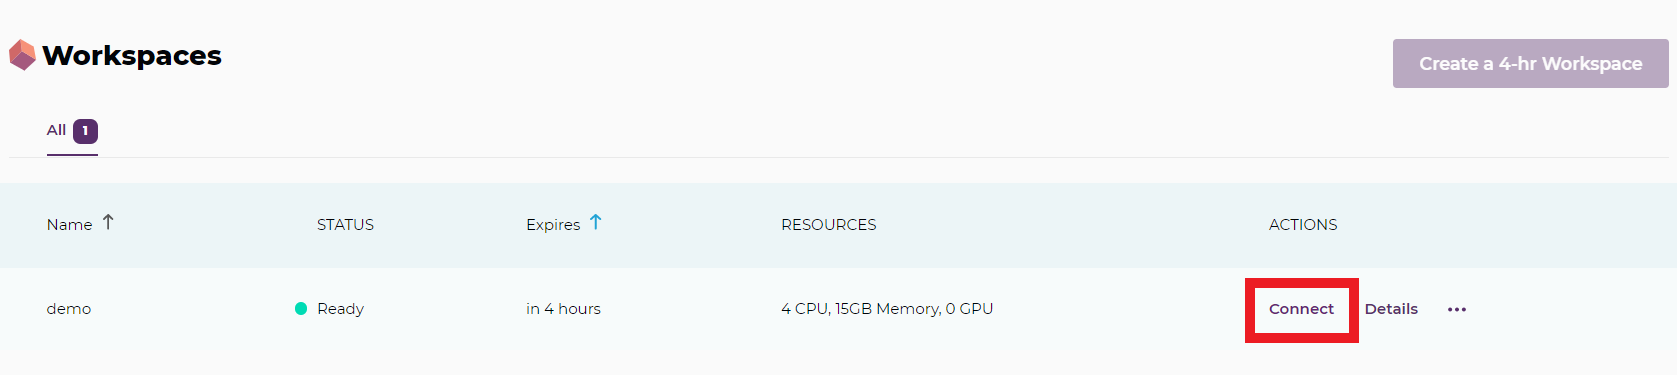 Workspaces
Create a 4-hr Workspace
All 1
Name STATUS Expires RESOURCES ACTIONS
demo Ready in 4 hours 4 CPU, 15GB Memory, 0 GPU Connect Details